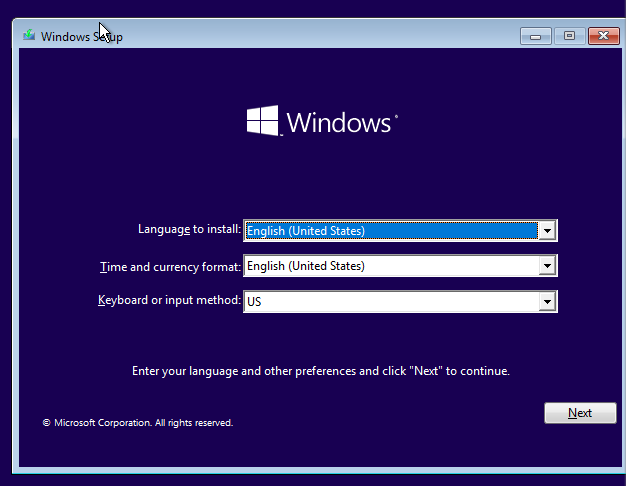 Windows Setup
Windows
Language to install: English (United States)
Time and currency format: English (United States)
Keyboard or input method: US
Enter your language and other preferences and click "Next" to continue.
Next
© Microsoft Corporation. All rights reserved.